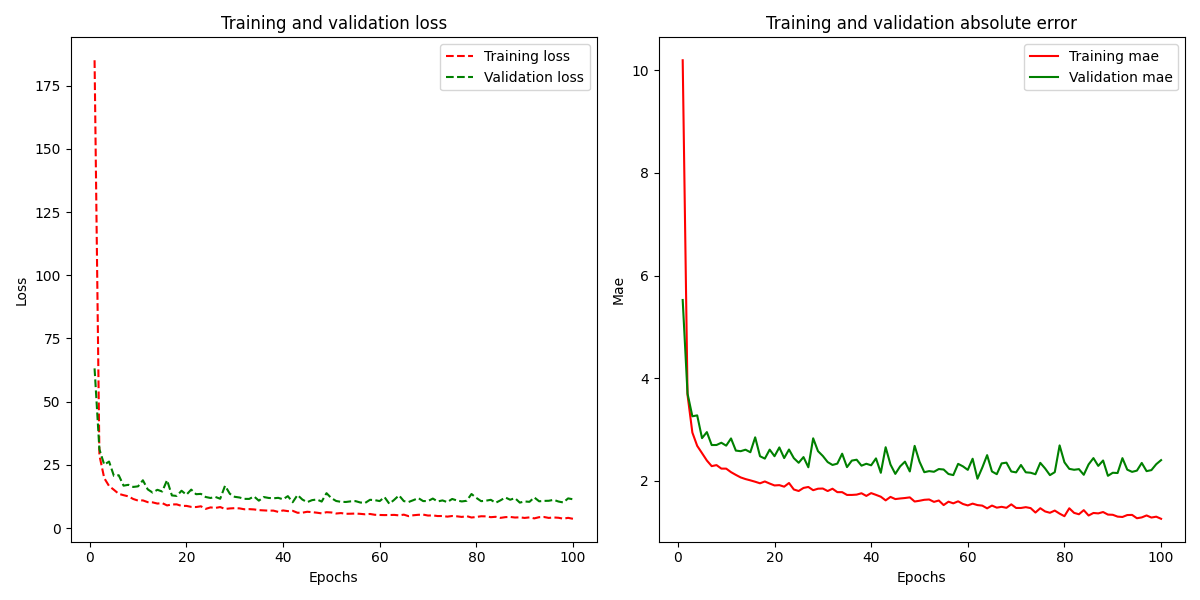 Training and validation loss
Training loss
Validation loss
175
150
125
100
75
50
25
0
Loss
0 20 40 60 80 100
Epochs
Training and validation absolute error
Training mae
Validation mae
10
8
6
4
2
Mae
0 20 40 60 80 100
Epochs